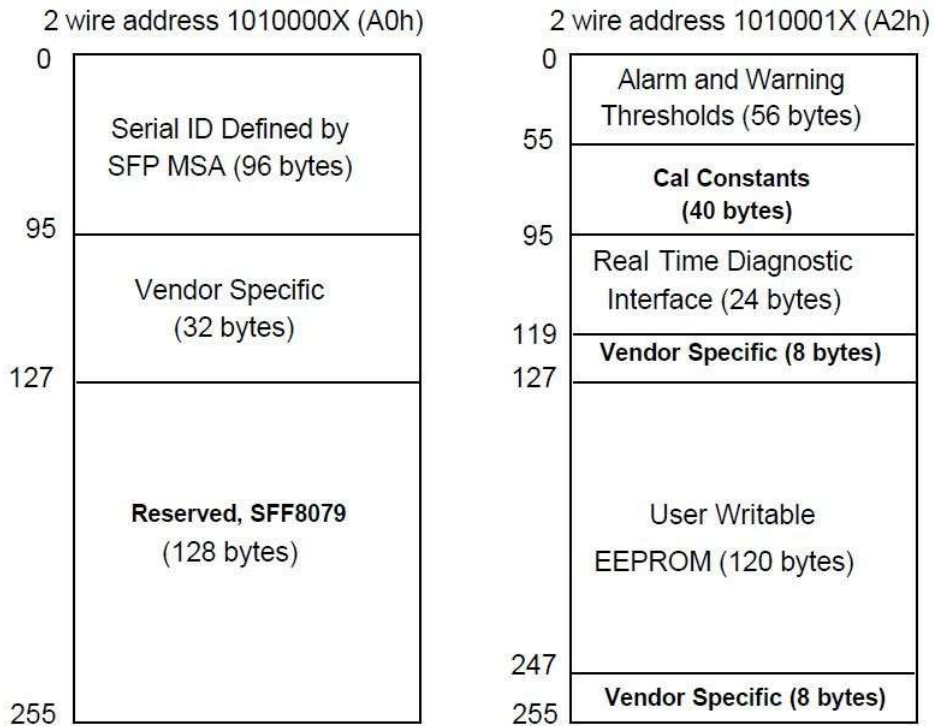 2 wire address 1010000X (A0h)
0
Serial ID Defined by
SFP MSA (96 bytes)
95
Vendor Specific
(32 bytes)
127
Reserved, SFF8079
(128 bytes)
255
2 wire address 1010001X (A2h)
0
Alarm and Warning
Thresholds (56 bytes)
55
Cal Constants
(40 bytes)
95
Real Time Diagnostic
Interface (24 bytes)
119
Vendor Specific (8 bytes)
127
User Writable
EEPROM (120 bytes)
247
Vendor Specific (8 bytes)
255